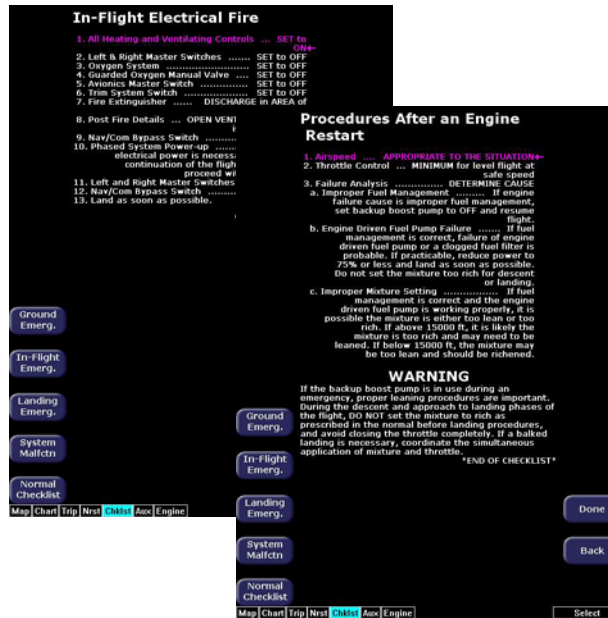 In-Flight Electrical Fire
1. All Heating and Ventilating Controls ... SET to
ON←
2. Left & Right Master Switches ....... SET to OFF
3. Oxygen System ........................ SET to OFF
4. Guarded Oxygen Manual Valve .... SET to OFF
5. Avionics Master Switch ............... SET to OFF
6. Trim System Switch ................... SET to OFF
7. Fire Extinguisher ...... DISCHARGE in AREA of
8. Post Fire Details ... OPEN VENT
9. Nav/Com Bypass Switch .........
10. Phased System Power-up ........
electrical power is necess
continuation of the fligh
proceed wi
11. Left and Right Master Switches
12. Nav/Com Bypass Switch ........
13. Land as soon as possible.
Ground
Emerg.
In-Flight
Emerg.
Landing
Emerg.
System
Malfctn
Normal
Checklist
Map Chart Trip Nrst Chklst Aux Engine
Procedures After an Engine
Restart
1. Airspeed .... APPROPRIATE TO THE SITUATION←
2. Throttle Control ... MINIMUM for level flight at
safe speed
3. Failure Analysis ............... DETERMINE CAUSE
a. Improper Fuel Management ........ If engine
failure cause is improper fuel management,
set backup boost pump to OFF and resume
flight.
b. Engine Driven Fuel Pump Failure ....... If fuel
management is correct, failure of engine
driven fuel pump or a clogged fuel filter is
probable. If practicable, reduce power to
75% or less and land as soon as possible.
Do not set the mixture too rich for descent
or landing.
c. Improper Mixture Setting ................. If fuel
management is correct and the engine
driven fuel pump is working properly, it is
possible the mixture is either too lean or too
rich. If above 15000 ft, it is likely the
mixture is too rich and may need to be
leaned. If below 15000 ft, the mixture may
be too lean and should be richened.
WARNING
If the backup boost pump is in use during an
emergency, proper leaning procedures are important.
During the descent and approach to landing phases of
the flight, DO NOT set the mixture to rich as
prescribed in the normal before landing procedures,
and avoid closing the throttle completely. If a balked
landing is necessary, coordinate the simultaneous
application of mixture and throttle.
*END OF CHECKLIST*
Ground
Emerg.
In-Flight
Emerg.
Landing
Emerg.
System
Malfctn
Normal
Checklist
Done
Back
Map Chart Trip Nrst Chklst Aux Engine
Select